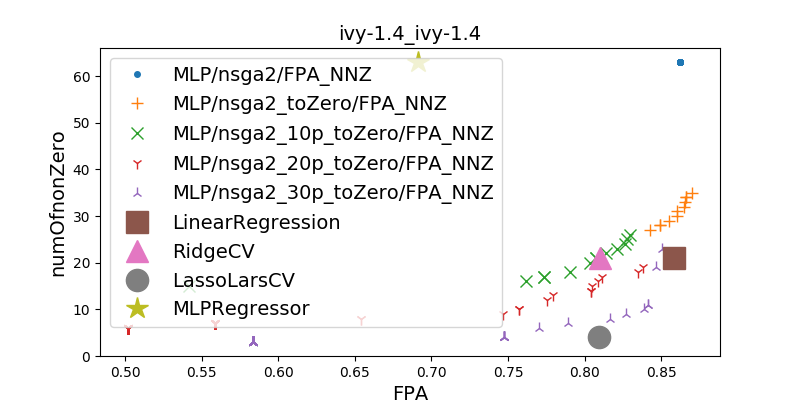 ivy-1.4_ivy-1.4
numOfnonZero
60
50
40
30
20
10
0
MLP/nsga2/FPA_NNZ
MLP/nsga2_toZero/FPA_NNZ
MLP/nsga2_10p_toZero/FPA_NNZ
MLP/nsga2_20p_toZero/FPA_NNZ
MLP/nsga2_30p_toZero/FPA_NNZ
LinearRegression
RidgeCV
LassoLarsCV
MLPRegressor
0.50 0.55 0.60 0.65 0.70 0.75 0.80 0.85
FPA